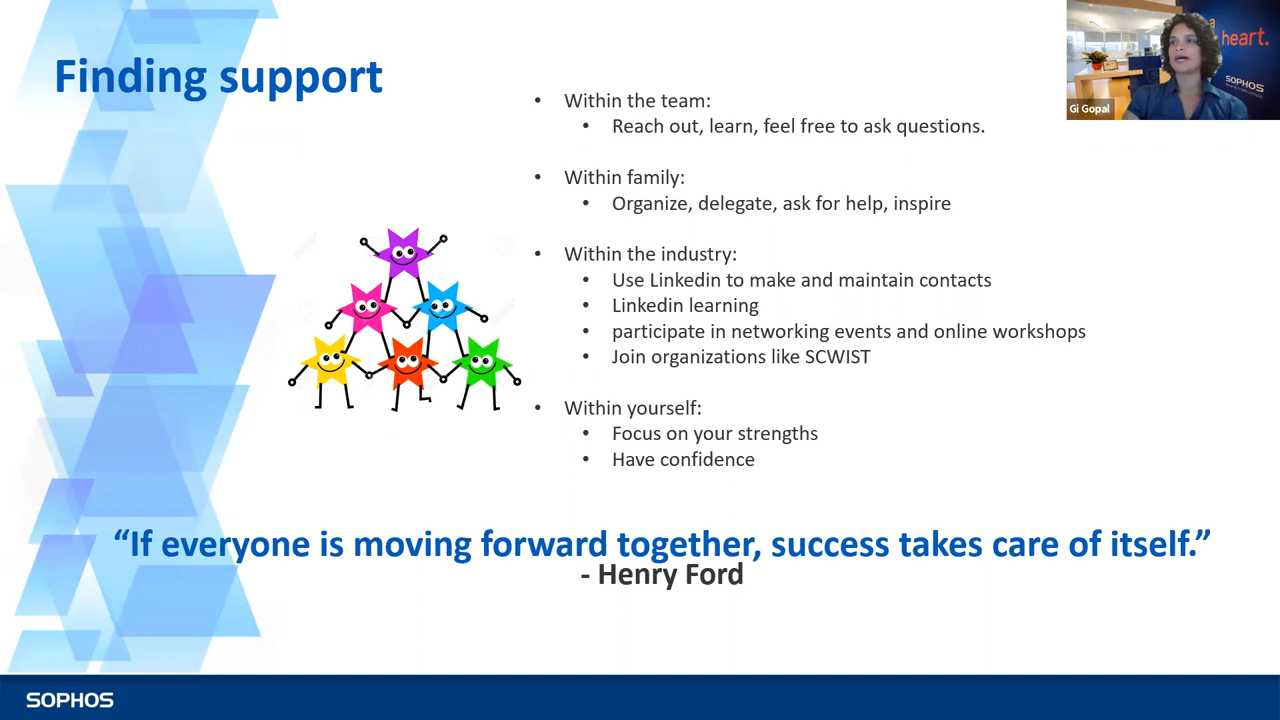 Finding support
• Within the team:
• Reach out, learn, feel free to ask questions.
• Within family:
• Organize, delegate, ask for help, inspire
• Within the industry:
• Use Linkedin to make and maintain contacts
• Linkedin learning
• participate in networking events and online workshops
• Join organizations like SCWIST
• Within yourself:
• Focus on your strengths
• Have confidence
“If everyone is moving forward together, success takes care of itself.”
- Henry Ford
SOPHOS
a
heart.
SOPHOS
Gi Gopal